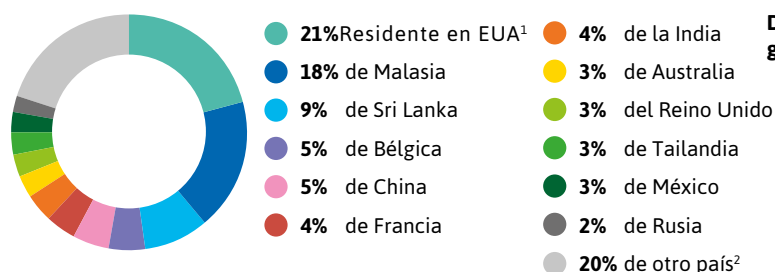 21%Residente en EUA¹
18% de Malasia
9% de Sri Lanka
5% de Bélgica
5% de China
4% de Francia
4% de la India
3% de Australia
3% del Reino Unido
3% de Tailandia
3% de México
2% de Rusia
20% de otro país²